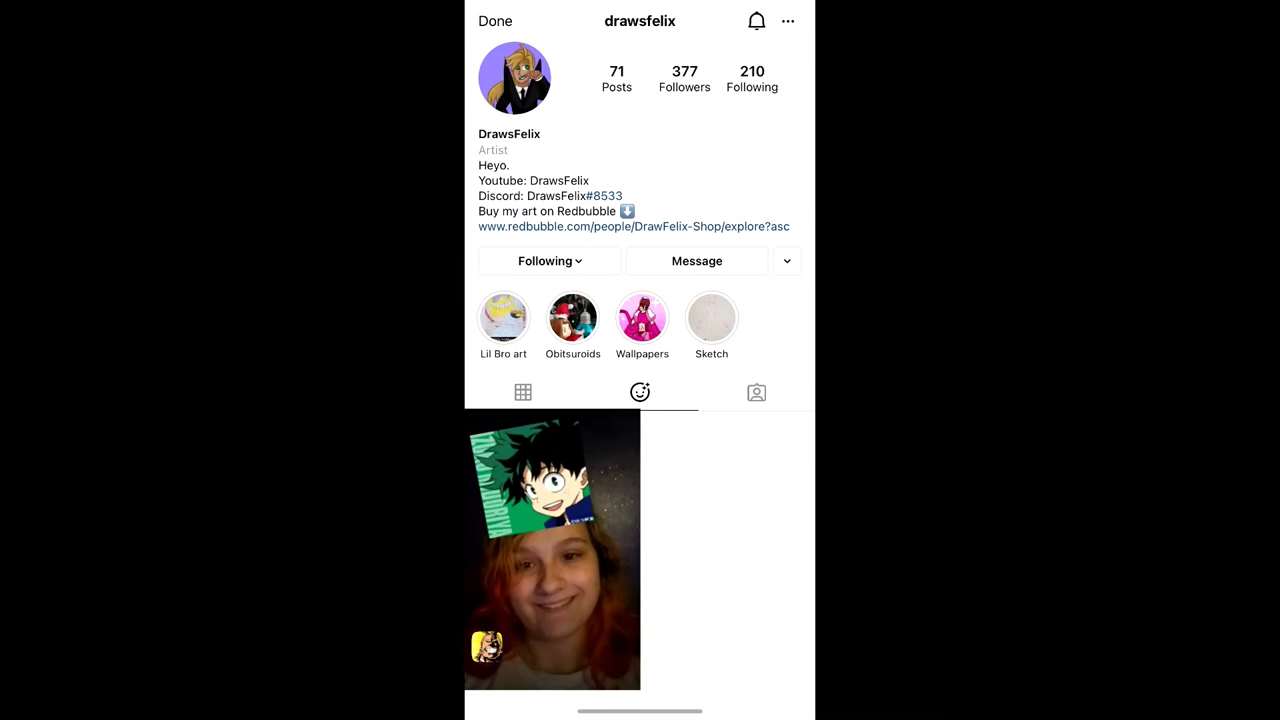 Done
drawsfelix
71
377
210
Posts
Followers
Following
DrawsFelix
Artist
Heyo.
Youtube: DrawsFelix
Discord: DrawsFelix#8533
Buy my art on Redbubble
www.redbubble.com/people/DrawFelix-Shop/explore?asc
Following
Message
Lil Bro art
Obitsuroids
Wallpapers
Sketch